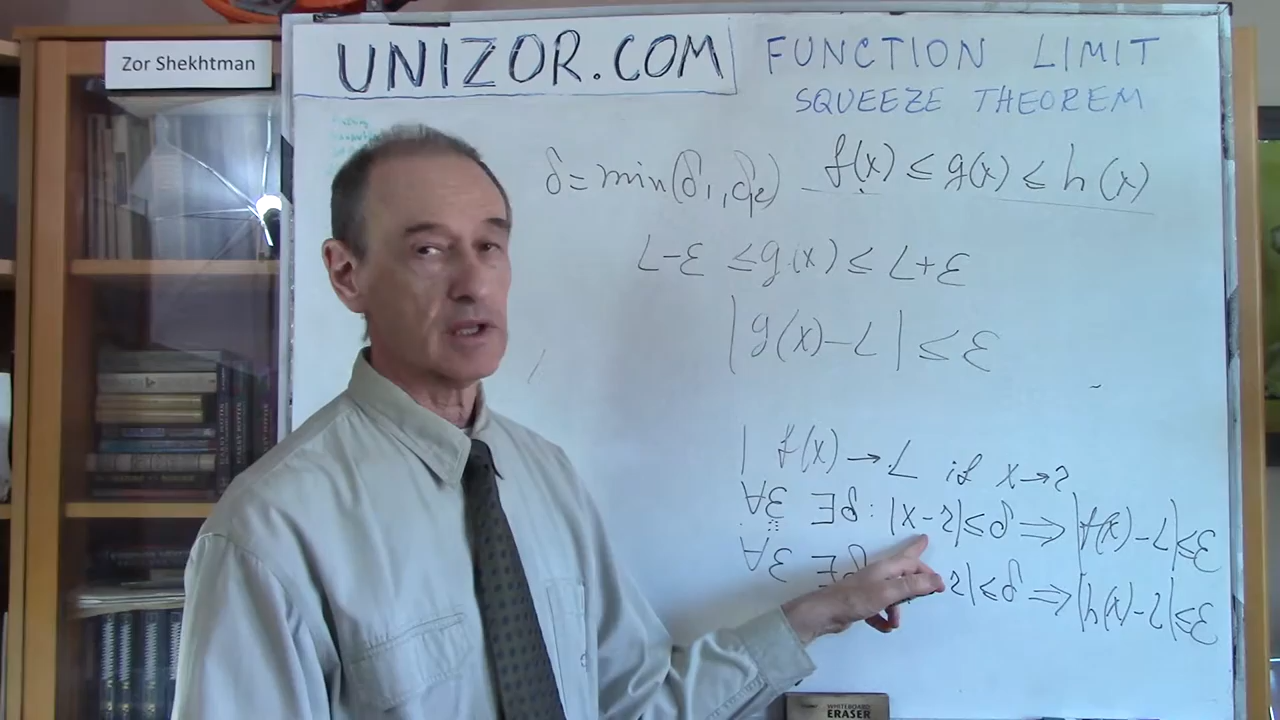 Zor Shekhtman
UNIZOR.COM
FUNCTION LIMIT
SQUEEZE THEOREM
δ = min(δ₁, δ₂) f(x) ≤ g(x) ≤ h(x)
L-ε ≤ g(x) ≤ L+ε
|g(x)-L| ≤ ε
| f(x) → L if x → r
∀ε ∃δ: |x-r| ≤ δ ⇒ |f(x)-L| ≤ ε
∀ε ∃δ r| ≤ δ ⇒ |h(x)-r| ≤ ε
WHITEBOARD
ERASER